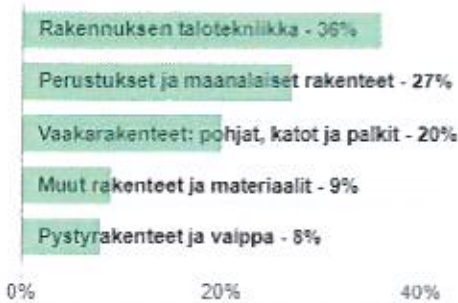 Rakennuksen talotekniikka - 36%
Perustukset ja maanalaiset rakenteet - 27%
Vaakarakenteet: pohjat, katot ja palkit - 20%
Muut rakenteet ja materiaalit - 9%
Pystyrakenteet ja vaippa - 8%
0% 20% 40%